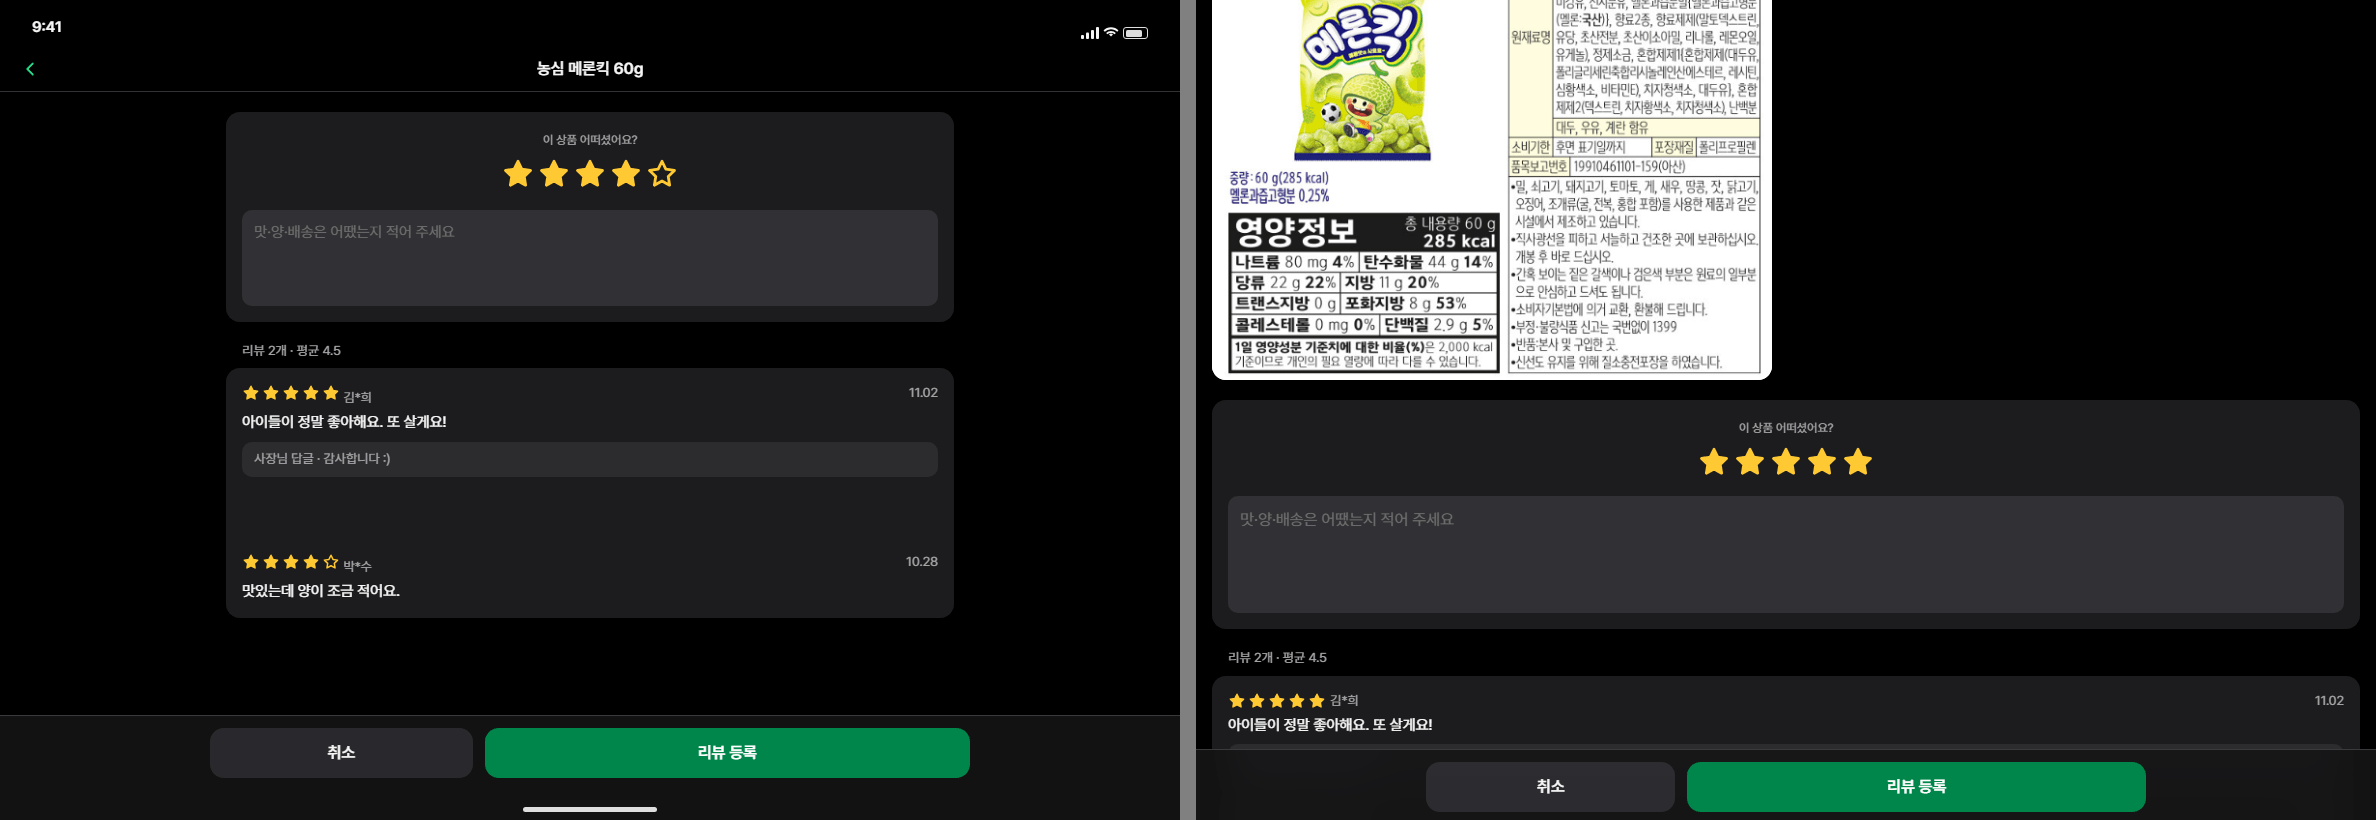 9:41
농심 메론킥 60g
이 상품 어떠셨어요?
맛·양·배송은 어땠는지 적어 주세요
리뷰 2개 · 평균 4.5
김*희
11.02
아이들이 정말 좋아해요. 또 살게요!
사장님 답글 · 감사합니다 :)
박*수
10.28
맛있는데 양이 조금 적어요.
취소
리뷰 등록
메론킥
중량: 60 g(285 kcal)
멜론과즙고형분 0.25%
영양정보
총 내용량 60 g
285 kcal
나트륨 80 mg 4% 탄수화물 44 g 14%
당류 22 g 22% 지방 11 g 20%
트랜스지방 0 g 포화지방 8 g 53%
콜레스테롤 0 mg 0% 단백질 2.9 g 5%
1일 영양성분 기준치에 대한 비율(%)은 2,000 kcal
기준이므로 개인의 필요 열량에 따라 다를 수 있습니다.
원재료명
(멜론:국산)}, 향료2종, 향료제제{말토덱스트린,
유당, 초산전분, 초산이소아밀, 리나롤, 레몬오일,
유게놀}, 정제소금, 혼합제제1{혼합제제(대두유,
폴리글리세린축합리시놀레인산에스테르, 레시틴,
심황색소, 비타민E), 치자청색소, 대두유}, 혼합
제제2(덱스트린, 치자황색소, 치자청색소), 난백분
대두, 우유, 계란 함유
소비기한 후면 표기일까지 포장재질 폴리프로필렌
품목보고번호 19910461101-159(아산)
•밀, 쇠고기, 돼지고기, 토마토, 게, 새우, 땅콩, 잣, 닭고기,
오징어, 조개류(굴, 전복, 홍합 포함)를 사용한 제품과 같은
시설에서 제조하고 있습니다.
•직사광선을 피하고 서늘하고 건조한 곳에 보관하십시오.
개봉 후 바로 드십시오.
•간혹 보이는 짙은 갈색이나 검은색 부분은 원료의 일부분
으로 안심하고 드셔도 됩니다.
•소비자기본법에 의거 교환, 환불해 드립니다.
•부정·불량식품 신고는 국번없이 1399
•반품:본사 및 구입한 곳.
•신선도 유지를 위해 질소충전포장을 하였습니다.
이 상품 어떠셨어요?
맛·양·배송은 어땠는지 적어 주세요
리뷰 2개 · 평균 4.5
김*희
11.02
아이들이 정말 좋아해요. 또 살게요!
취소
리뷰 등록